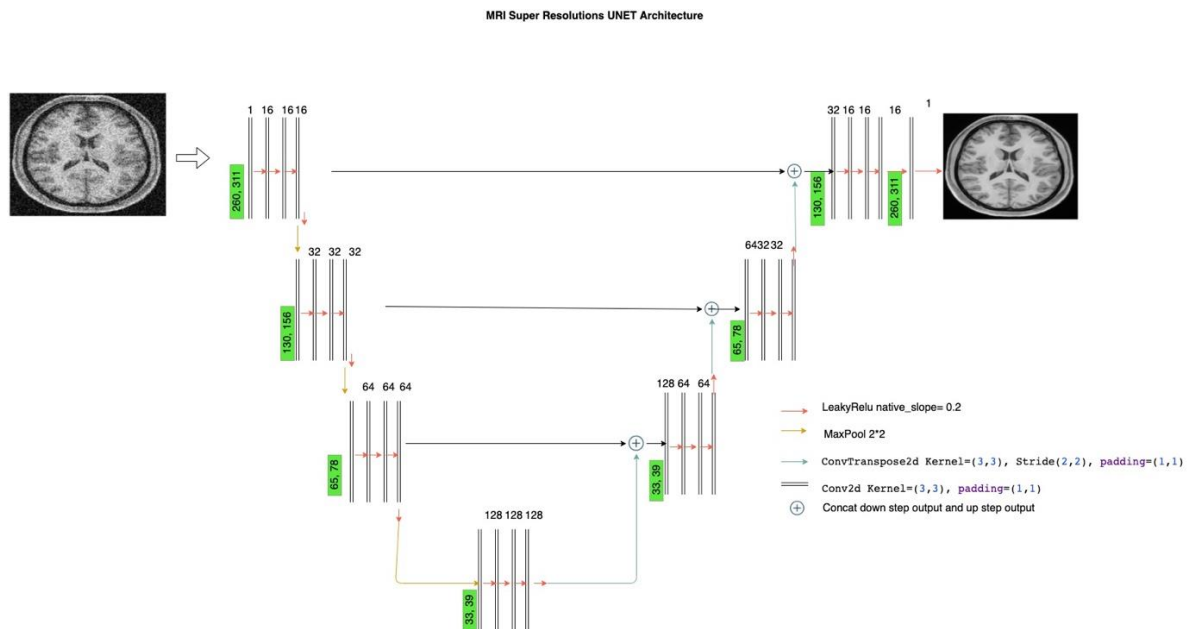 MRI Super Resolutions UNET Architecture
1 16 16 16
260, 311
32 16 16 16 1
130, 156
260, 311
32 32 32
130, 156
64 32 32
65, 78
64 64 64
65, 78
128 64 64
33, 39
128 128 128
33, 39
LeakyRelu native_slope= 0.2
MaxPool 2*2
ConvTranspose2d Kernel=(3,3), Stride(2,2), padding=(1,1)
Conv2d Kernel=(3,3), padding=(1,1)
Concat down step output and up step output